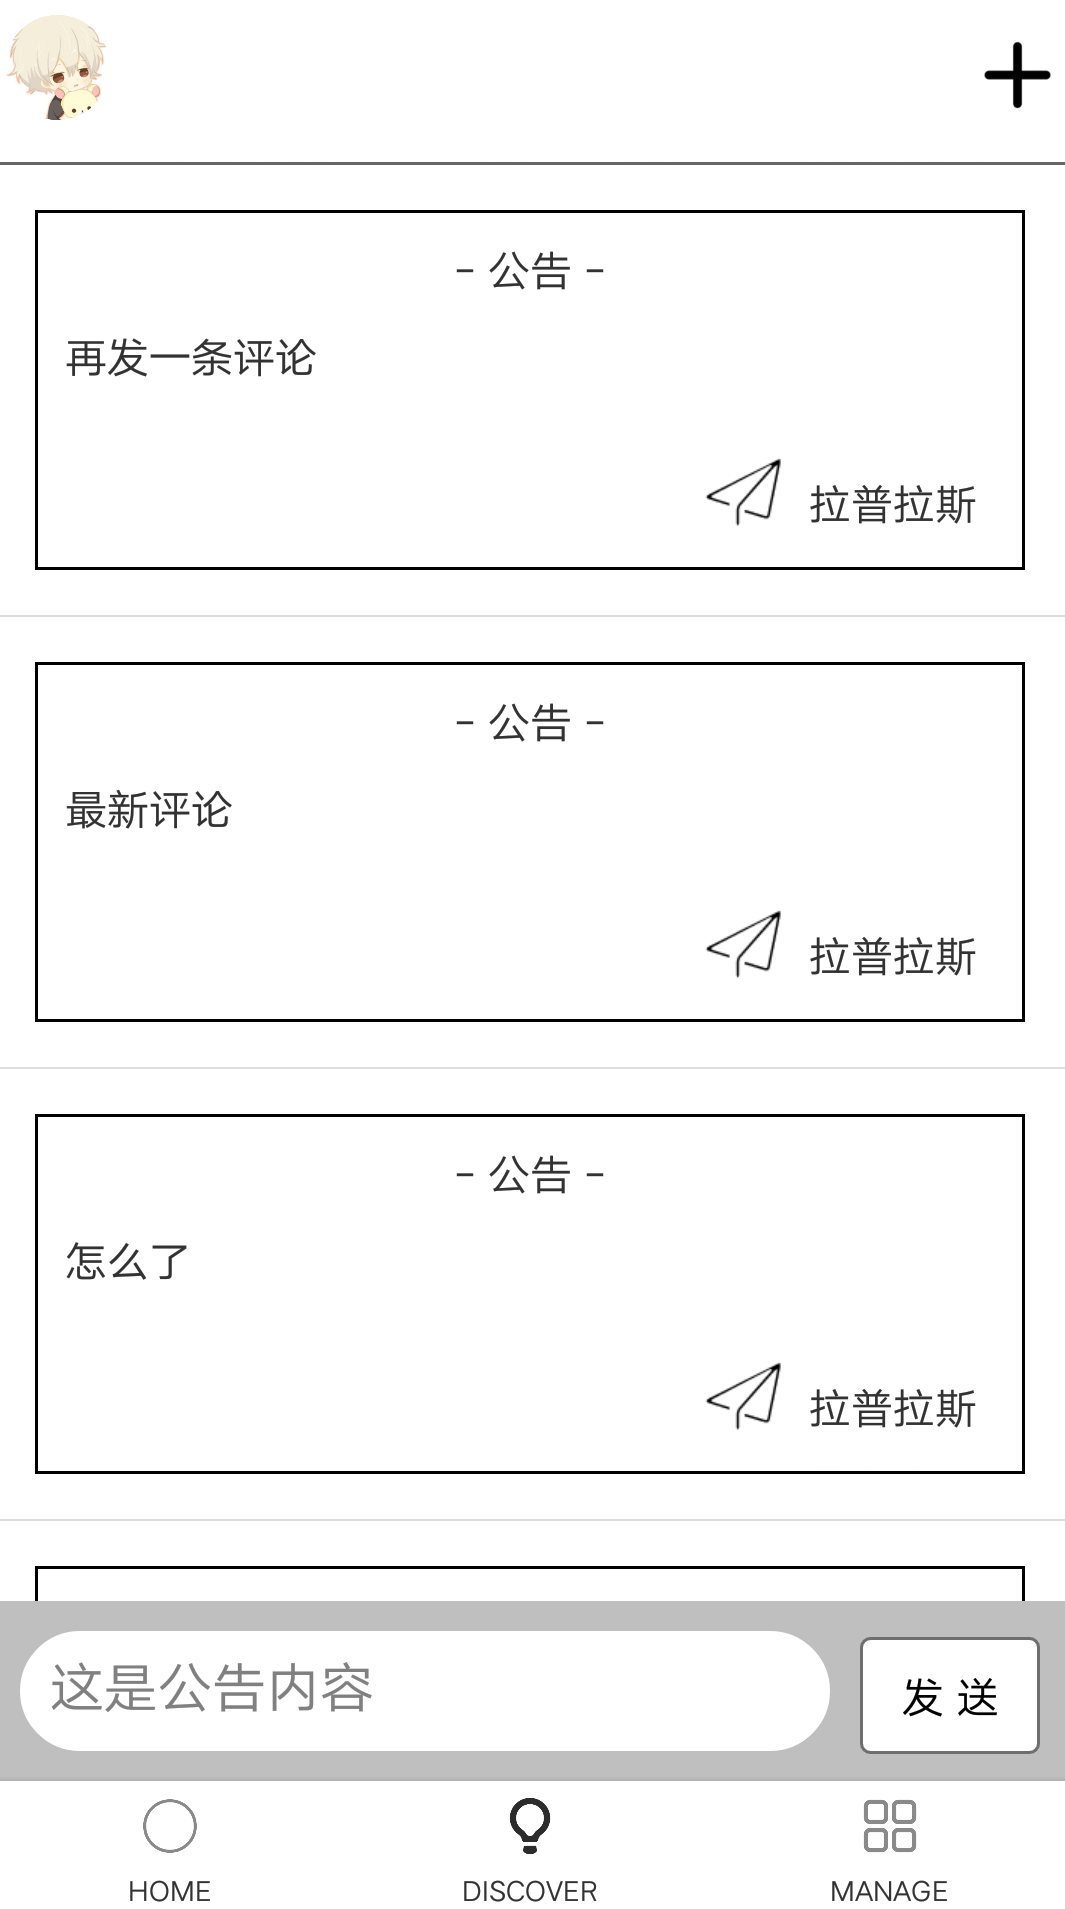 - 公告 -
再发一条评论
拉普拉斯
- 公告 -
最新评论
拉普拉斯
- 公告 -
怎么了
拉普拉斯
这是公告内容
发 送
HOME
DISCOVER
MANAGE